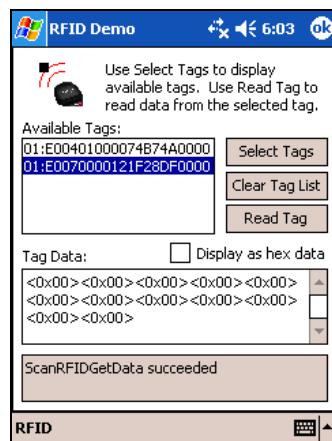 RFID Demo 6:03 ok
Use Select Tags to display
available tags. Use Read Tag to
read data from the selected tag.
Available Tags:
01:E00401000074B74A0000
01:E0070000121F28DF0000
Select Tags
Clear Tag List
Read Tag
Tag Data:
Display as hex data
<0x00><0x00><0x00><0x00><0x00>
<0x00><0x00><0x00><0x00><0x00>
<0x00><0x00>
ScanRFIDGetData succeeded
RFID